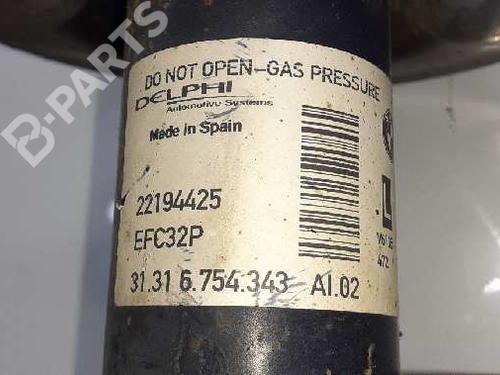 B-PARTS
DO NOT OPEN-GAS PRESSURE
DELPHI
Automotive Systems
Made in Spain
L
22194425
EFC32P
472
31.31 6.754.343 AI.02